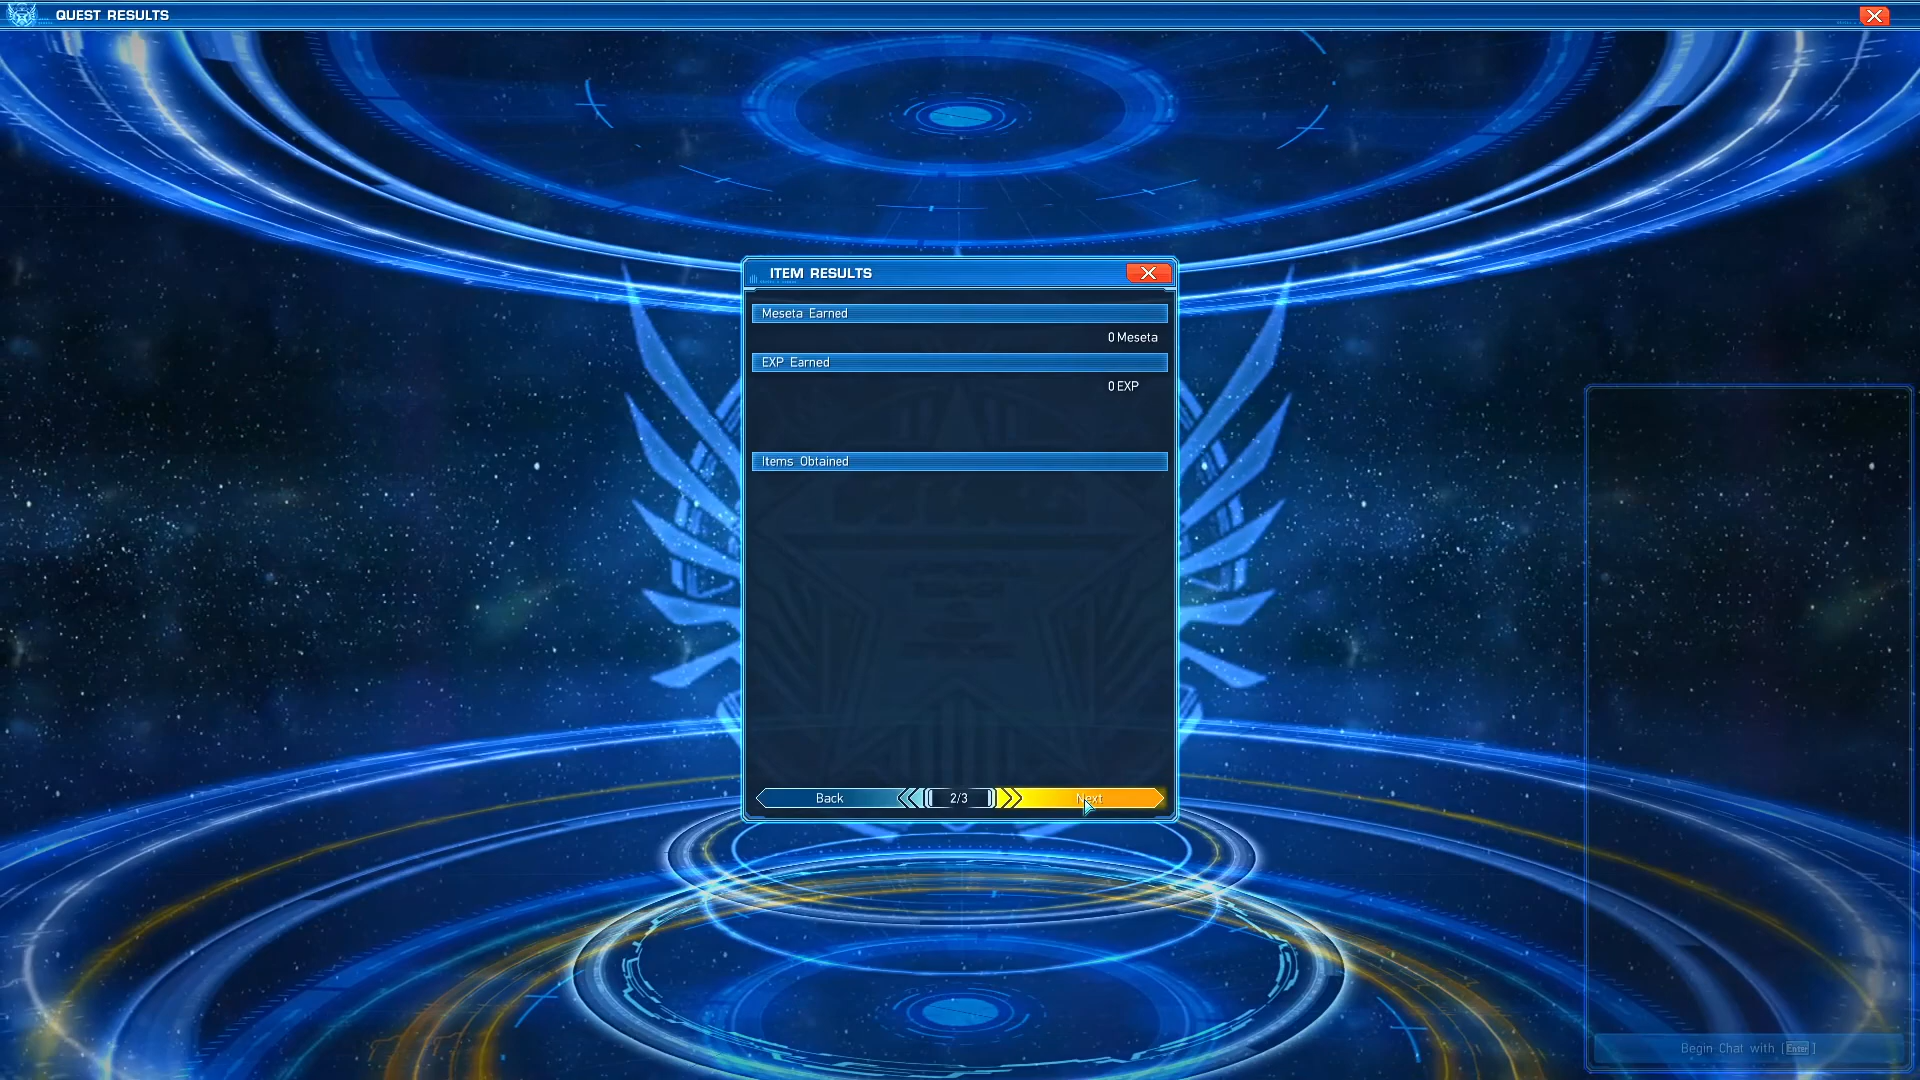 QUEST RESULTS
ITEM RESULTS
Meseta Earned
0 Meseta
EXP Earned
0 EXP
Items Obtained
Back
2/3
Next
Begin Chat with [Enter]